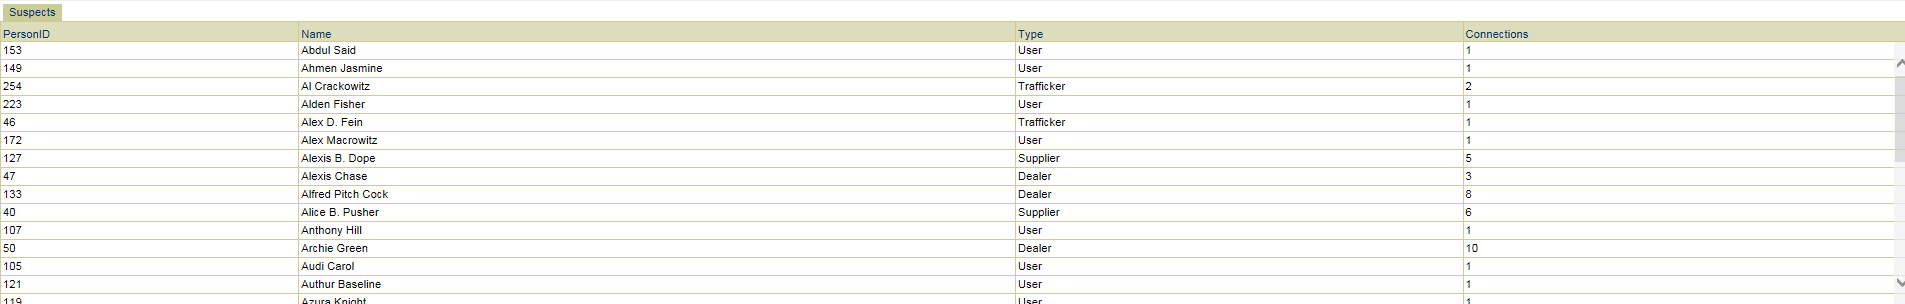 Suspects
PersonID Name Type Connections
153 Abdul Said User 1
149 Ahmen Jasmine User 1
254 Al Crackowitz Trafficker 2
223 Alden Fisher User 1
46 Alex D. Fein Trafficker 1
172 Alex Macrowitz User 1
127 Alexis B. Dope Supplier 5
47 Alexis Chase Dealer 3
133 Alfred Pitch Cock Dealer 8
40 Alice B. Pusher Supplier 6
107 Anthony Hill User 1
50 Archie Green Dealer 10
105 Audi Carol User 1
121 Authur Baseline User 1
119 Azura Knight User 1